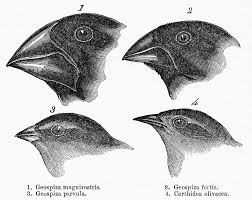 1
2
3
4
1. Geospiza magnirostris. 2. Geospiza fortis.
3. Geospiza parvula. 4. Certhidea olivacea.